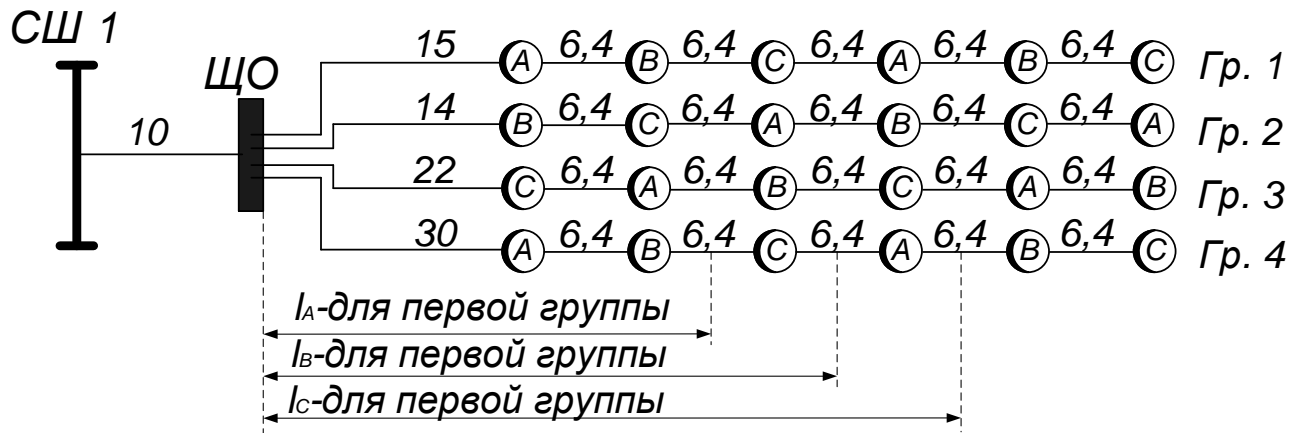 СШ 1
ЩО
10
15 A 6,4 B 6,4 C 6,4 A 6,4 B 6,4 C Гр. 1
14 B 6,4 C 6,4 A 6,4 B 6,4 C 6,4 A Гр. 2
22 C 6,4 A 6,4 B 6,4 C 6,4 A 6,4 B Гр. 3
30 A 6,4 B 6,4 C 6,4 A 6,4 B 6,4 C Гр. 4
lA-для первой группы
lB-для первой группы
lC-для первой группы